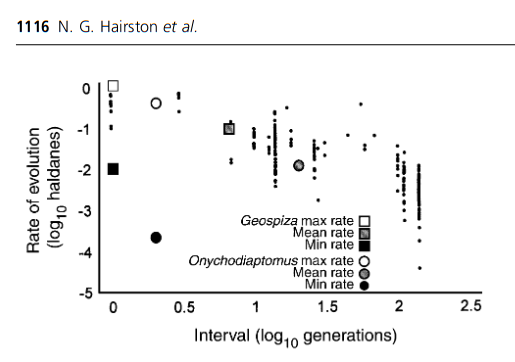 1116 N. G. Hairston et al.
0
-1
-2
-3
-4
-5
Rate of evolution
(log10 haldanes)
Geospiza max rate
Mean rate
Min rate
Onychodiaptomus max rate
Mean rate
Min rate
0 0.5 1 1.5 2 2.5
Interval (log10 generations)